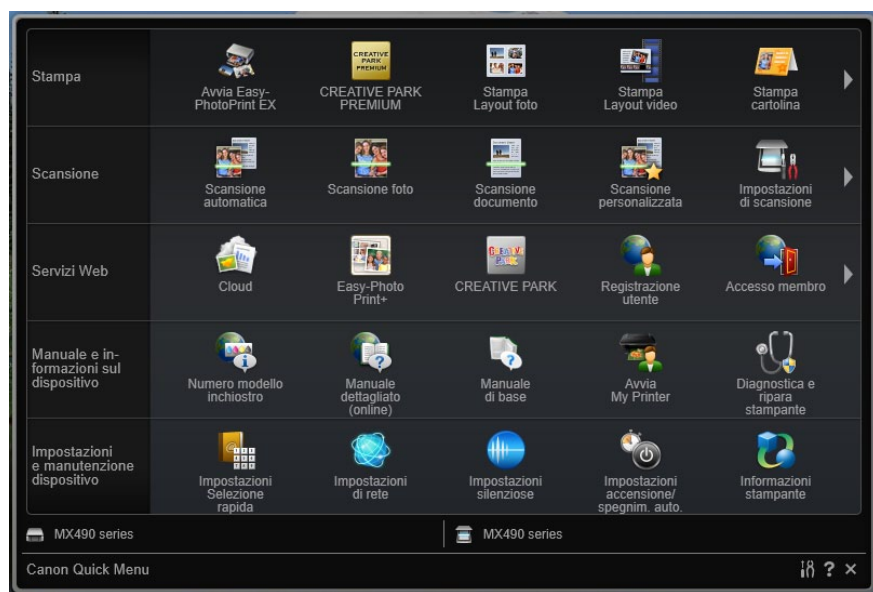 Stampa
Avvia Easy-
PhotoPrint EX
CREATIVE
PARK
PREMIUM
CREATIVE PARK
PREMIUM
Stampa
Layout foto
Stampa
Layout video
Stampa
cartolina
Scansione
Scansione
automatica
Scansione foto
Scansione
documento
Scansione
personalizzata
Impostazioni
di scansione
Servizi Web
Cloud
Easy-Photo
Print+
CREATIVE
PARK
CREATIVE PARK
Registrazione
utente
Accesso membro
Manuale e in-
formazioni sul
dispositivo
Numero modello
inchiostro
Manuale
dettagliato
(online)
Manuale
di base
Avvia
My Printer
Diagnostica e
ripara
stampante
Impostazioni
e manutenzione
dispositivo
Impostazioni
Selezione
rapida
Impostazioni
di rete
Impostazioni
silenziose
Impostazioni
accensione/
spegnim. auto.
Informazioni
stampante
MX490 series
MX490 series
Canon Quick Menu